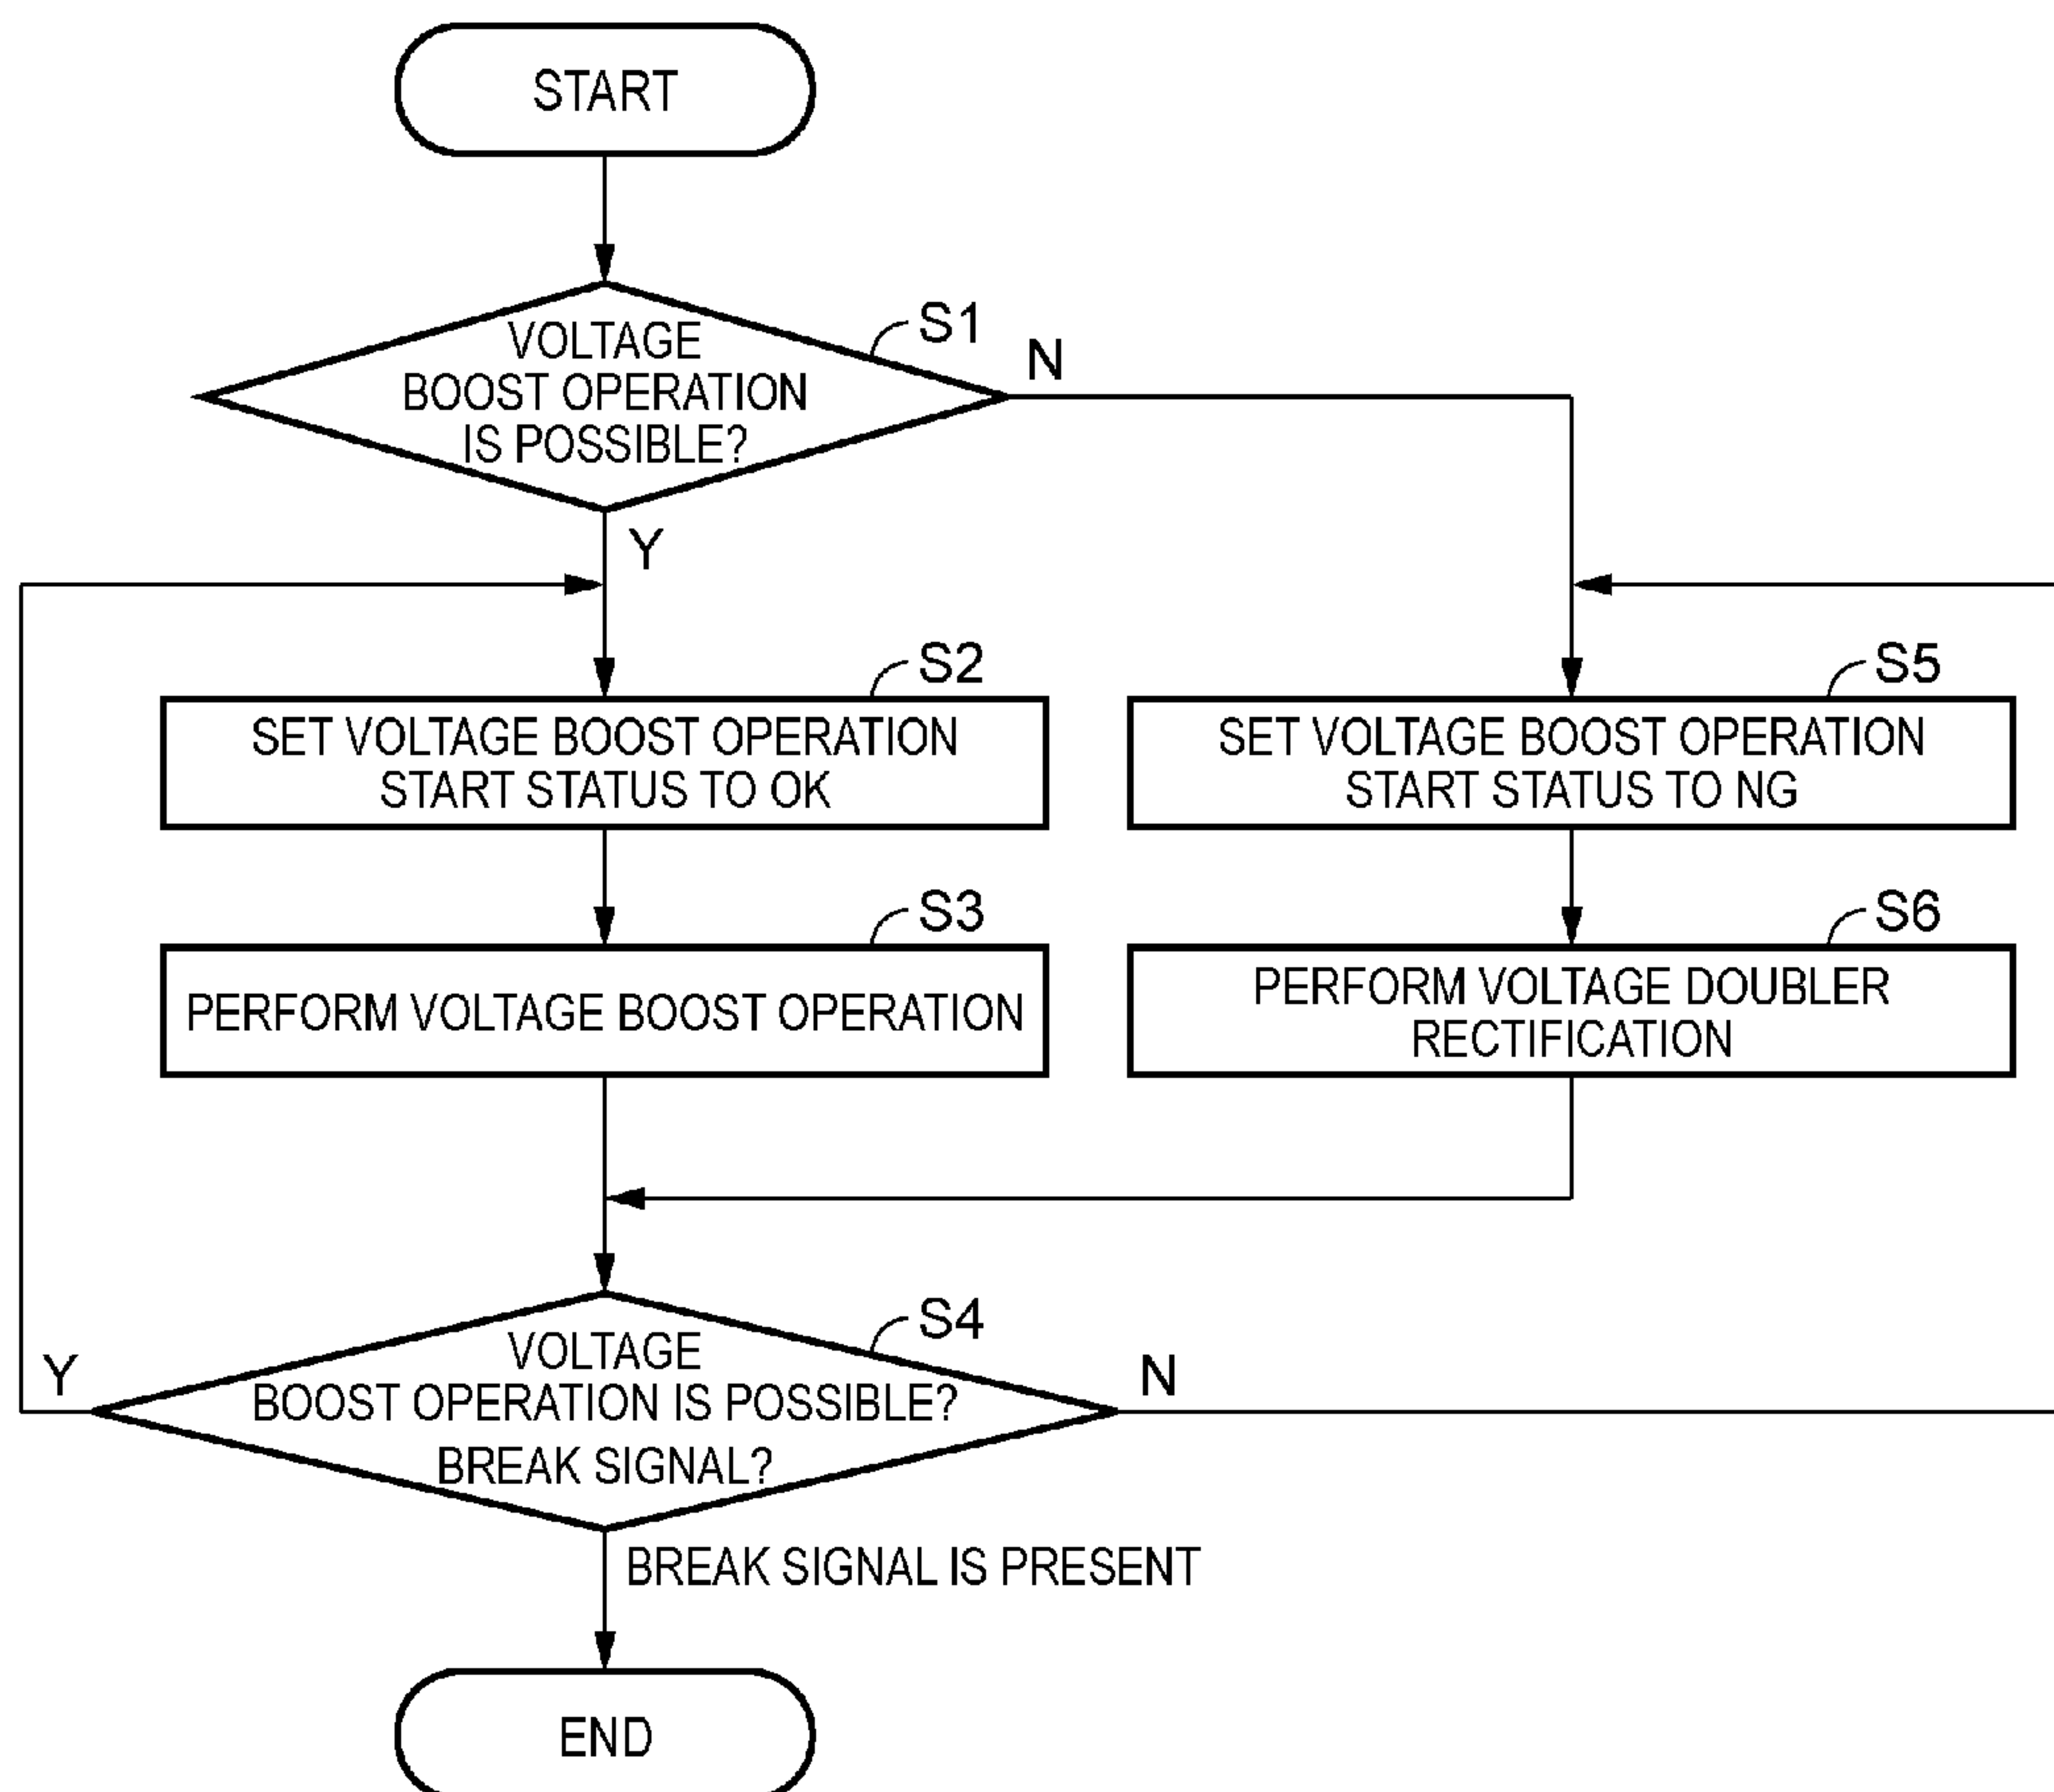 START
S1
VOLTAGE
BOOST OPERATION
IS POSSIBLE?
N
Y
S2
SET VOLTAGE BOOST OPERATION
START STATUS TO OK
S5
SET VOLTAGE BOOST OPERATION
START STATUS TO NG
S3
PERFORM VOLTAGE BOOST OPERATION
S6
PERFORM VOLTAGE DOUBLER
RECTIFICATION
S4
VOLTAGE
BOOST OPERATION IS POSSIBLE?
BREAK SIGNAL?
Y
N
BREAK SIGNAL IS PRESENT
END